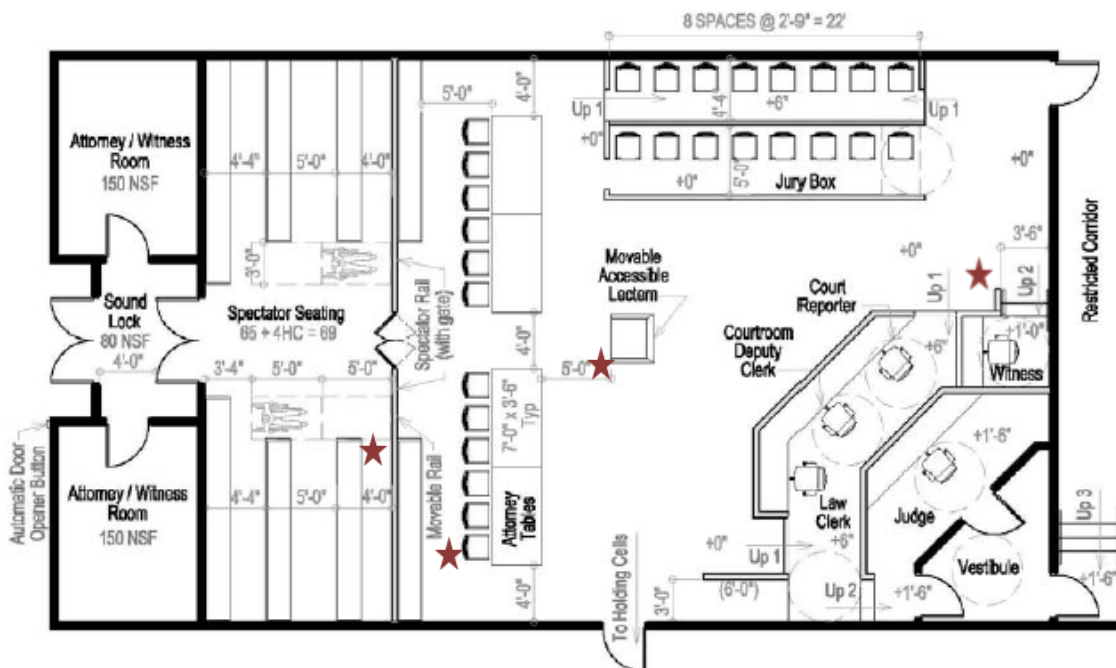 8 SPACES @ 2'-9" = 22'
Attorney / Witness
Room
150 NSF
4'-4"
5'-0"
4'-0"
5'-0"
4'-0"
Up 1
4'-4"
+6"
Up 1
+0"
+0"
5'-0"
Jury Box
+0"
3'-0"
Sound
Lock
80 NSF
4'-0"
Spectator Seating
65 + 4HC = 69
3'-4"
5'-0"
5'-0"
Spectator Rail
(with gate)
4'-0"
5'-0"
Movable
Accessible
Lectern
+0"
3'-6"
Up 1
Up 2
Court
Reporter
Courtroom
Deputy
Clerk
+6"
+1'-0"
Witness
Restricted Corridor
7'-0" x 3'-6"
Typ
Movable Rail
Automatic Door
Opener Button
Attorney / Witness
Room
150 NSF
4'-4"
5'-0"
4'-0"
Attorney
Tables
4'-0"
+1'-6"
Law
Clerk
+6"
Judge
Vestibule
+0"
Up 1
(6'-0")
3'-0"
Up 2
+1'-6"
Up 3
+1'-6"
To Holding Cells